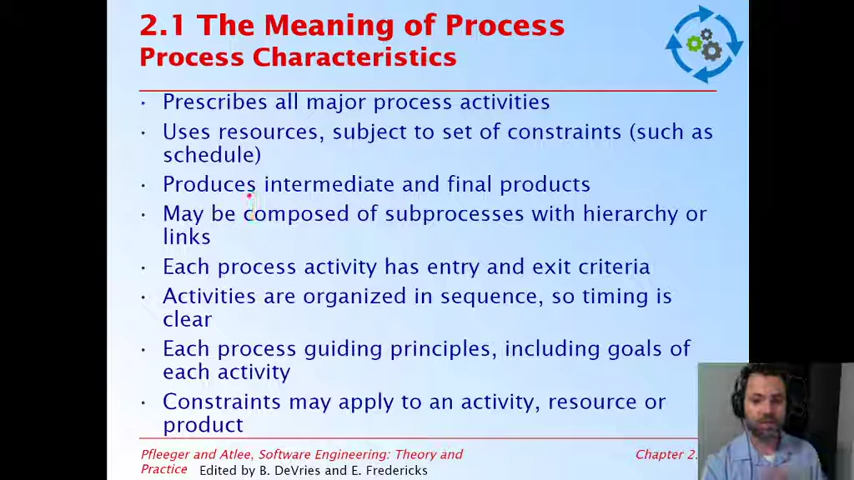 2.1 The Meaning of Process
Process Characteristics
• Prescribes all major process activities
• Uses resources, subject to set of constraints (such as
schedule)
• Produces intermediate and final products
• May be composed of subprocesses with hierarchy or
links
• Each process activity has entry and exit criteria
• Activities are organized in sequence, so timing is
clear
• Each process guiding principles, including goals of
each activity
• Constraints may apply to an activity, resource or
product
Pfleeger and Atlee, Software Engineering: Theory and
Practice Edited by B. DeVries and E. Fredericks
Chapter 2.